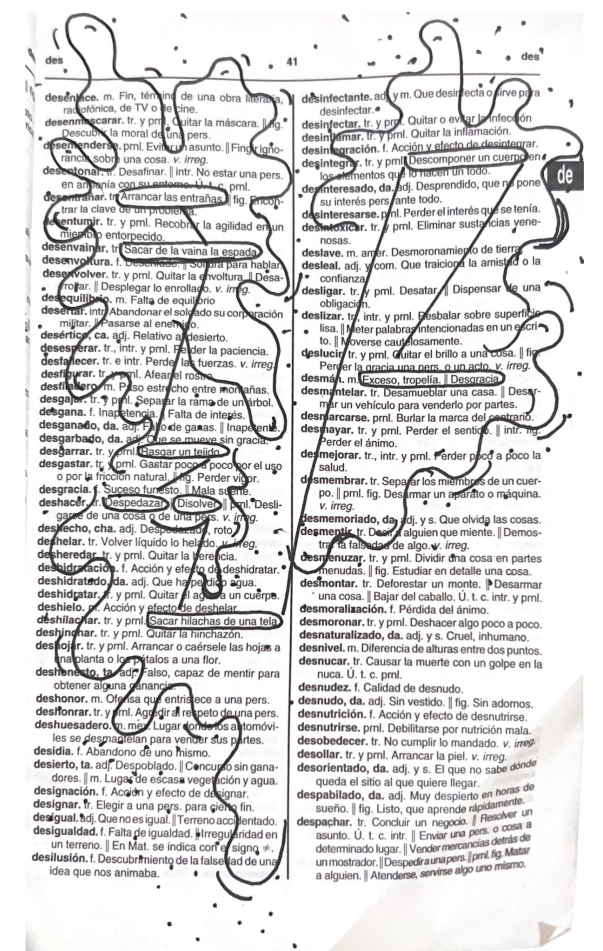 des
41
des
desenlace. m. Fin, término de una obra literaria,
radiofónica, de TV o de cine.
desenmascarar. tr. y prnl. Quitar la máscara. || fig.
Descubrir la moral de una pers.
desentenderse. prnl. Evitar un asunto. || Fingir igno-
rancia sobre una cosa. v. irreg.
desentonar. tr. Desafinar. || intr. No estar una pers.
en armonía con su entorno. Ú. t. c. prnl.
desentrañar. tr. Arrancar las entrañas || fig. Encon-
trar la clave de un problema.
desentumir. tr. y prnl. Recobrar la agilidad en un
miembro entorpecido.
desenvainar. tr. Sacar de la vaina la espada
desenvoltura. f. Soltura para hablar.
desenvolver. tr. y prnl. Quitar la envoltura. || Desa-
rrollar. || Desplegar lo enrollado. v. irreg.
desequilibrio. m. Falta de equilibrio
desertar. intr. Abandonar el soldado su corporación
militar. || Pasarse al enemigo.
desértico, ca. adj. Relativo al desierto.
desesperar. tr., intr. y prnl. Perder la paciencia.
desfallecer. tr. e intr. Perder las fuerzas. v. irreg.
desfigurar. tr. y prnl. Afear el rostro.
desfiladero. m. Paso estrecho entre montañas.
desgajar. tr. y prnl. Separar la rama de un árbol.
desgana. f. Inapetencia. || Falta de interés.
desganado, da. adj. Falto de ganas. || Inapetente.
desgarbado, da. adj. Que se mueve sin gracia.
desgarrar. tr. y prnl. Rasgar un tejido.
desgastar. tr. y prnl. Gastar poco a poco por el uso
o por la fricción natural. || fig. Perder vigor.
desgracia. f. Suceso funesto. || Mala suerte.
deshacer. tr. Despedazar || Disolver || prnl. Desli-
garse de una cosa o de una pers. v. irreg.
deshecho, cha. adj. Despedazado, roto.
deshelar. tr. Volver líquido lo helado. v. irreg.
desheredar. tr. y prnl. Quitar la herencia.
deshidratación. f. Acción y efecto de deshidratar.
deshidratado, da. adj. Que ha perdido agua.
deshidratar. tr. y prnl. Quitar el agua a un cuerpo.
deshielo. m. Acción y efecto de deshelar.
deshilachar. tr. y prnl. Sacar hilachas de una tela
deshinchar. tr. y prnl. Quitar la hinchazón.
deshojar. tr. y prnl. Arrancar o caérsele las hojas a
una planta o los pétalos a una flor.
deshonesto, ta. adj. Falso, capaz de mentir para
obtener alguna ganancia.
deshonor. m. Ofensa que entristece a una pers.
deshonrar. tr. y prnl. Agredir al respeto de una pers.
deshuesadero. m. mex. Lugar donde los automóvi-
les se desmantelan para vender sus partes.
desidia. f. Abandono de uno mismo.
desierto, ta. adj. Despoblado. || Concurso sin gana-
dores. || m. Lugar de escasa vegetación y agua.
designación. f. Acción y efecto de designar.
designar. tr. Elegir a una pers. para cierto fin.
desigual. adj. Que no es igual. || Terreno accidentado.
desigualdad. f. Falta de igualdad. || Irregularidad en
un terreno. || En Mat. se indica con el signo ≠.
desilusión. f. Descubrimiento de la falsedad de una
idea que nos animaba.
desinfectante. adj. y m. Que desinfecta o sirve para
desinfectar.
desinfectar. tr. y prnl. Quitar o evitar la infección
desinflamar. tr. y prnl. Quitar la inflamación.
desintegración. f. Acción y efecto de desintegrar.
desintegrar. tr. y prnl. Descomponer un cuerpo en
los elementos que lo hacen un todo.
desinteresado, da. adj. Desprendido, que no pone
su interés pers. ante todo.
desinteresarse. prnl. Perder el interés que se tenía.
desintoxicar. tr. y prnl. Eliminar sustancias vene-
nosas.
deslave. m. amer. Desmoronamiento de tierra.
desleal. adj. y com. Que traiciona la amistad o la
confianza.
desligar. tr. y prnl. Desatar. || Dispensar de una
obligación.
deslizar. tr., intr. y prnl. Resbalar sobre superficie
lisa. || Meter palabras intencionadas en un escri-
to. || Moverse cautelosamente.
deslucir. tr. y prnl. Quitar el brillo a una cosa. || fig.
Perder la gracia una pers. o un acto. v. irreg.
desmán. m. Exceso, tropelía. || Desgracia
desmantelar. tr. Desamueblar una casa. || Desar-
mar un vehículo para venderlo por partes.
desmarcarse. prnl. Burlar la marca del contrario.
desmayar. tr. y prnl. Perder el sentido. || intr. fig.
Perder el ánimo.
desmejorar. tr., intr. y prnl. Perder poco a poco la
salud.
desmembrar. tr. Separar los miembros de un cuer-
po. || prnl. fig. Desarmar un aparato o máquina.
v. irreg.
desmemoriado, da. adj. y s. Que olvida las cosas.
desmentir. tr. Decir a alguien que miente. || Demos-
trar la falsedad de algo. v. irreg.
desmenuzar. tr. y prnl. Dividir una cosa en partes
menudas. || fig. Estudiar en detalle una cosa.
desmontar. tr. Deforestar un monte. || Desarmar
una cosa. || Bajar del caballo. Ú. t. c. intr. y prnl.
desmoralización. f. Pérdida del ánimo.
desmoronar. tr. y prnl. Deshacer algo poco a poco.
desnaturalizado, da. adj. y s. Cruel, inhumano.
desnivel. m. Diferencia de alturas entre dos puntos.
desnucar. tr. Causar la muerte con un golpe en la
nuca. Ú. t. c. prnl.
desnudez. f. Calidad de desnudo.
desnudo, da. adj. Sin vestido. || fig. Sin adornos.
desnutrición. f. Acción y efecto de desnutrirse.
desnutrirse. prnl. Debilitarse por nutrición mala.
desobedecer. tr. No cumplir lo mandado. v. irreg.
desollar. tr. y prnl. Arrancar la piel. v. irreg.
desorientado, da. adj. y s. El que no sabe dónde
queda el sitio al que quiere llegar.
despabilado, da. adj. Muy despierto en horas de
sueño. || fig. Listo, que aprende rápidamente.
despachar. tr. Concluir un negocio. || Resolver un
asunto. Ú. t. c. intr. || Enviar una pers. o cosa a
determinado lugar. || Vender mercancías detrás de
un mostrador. || Despedir a una pers. || prnl. fig. Matar
a alguien. || Atenderse, servirse algo uno mismo.
de